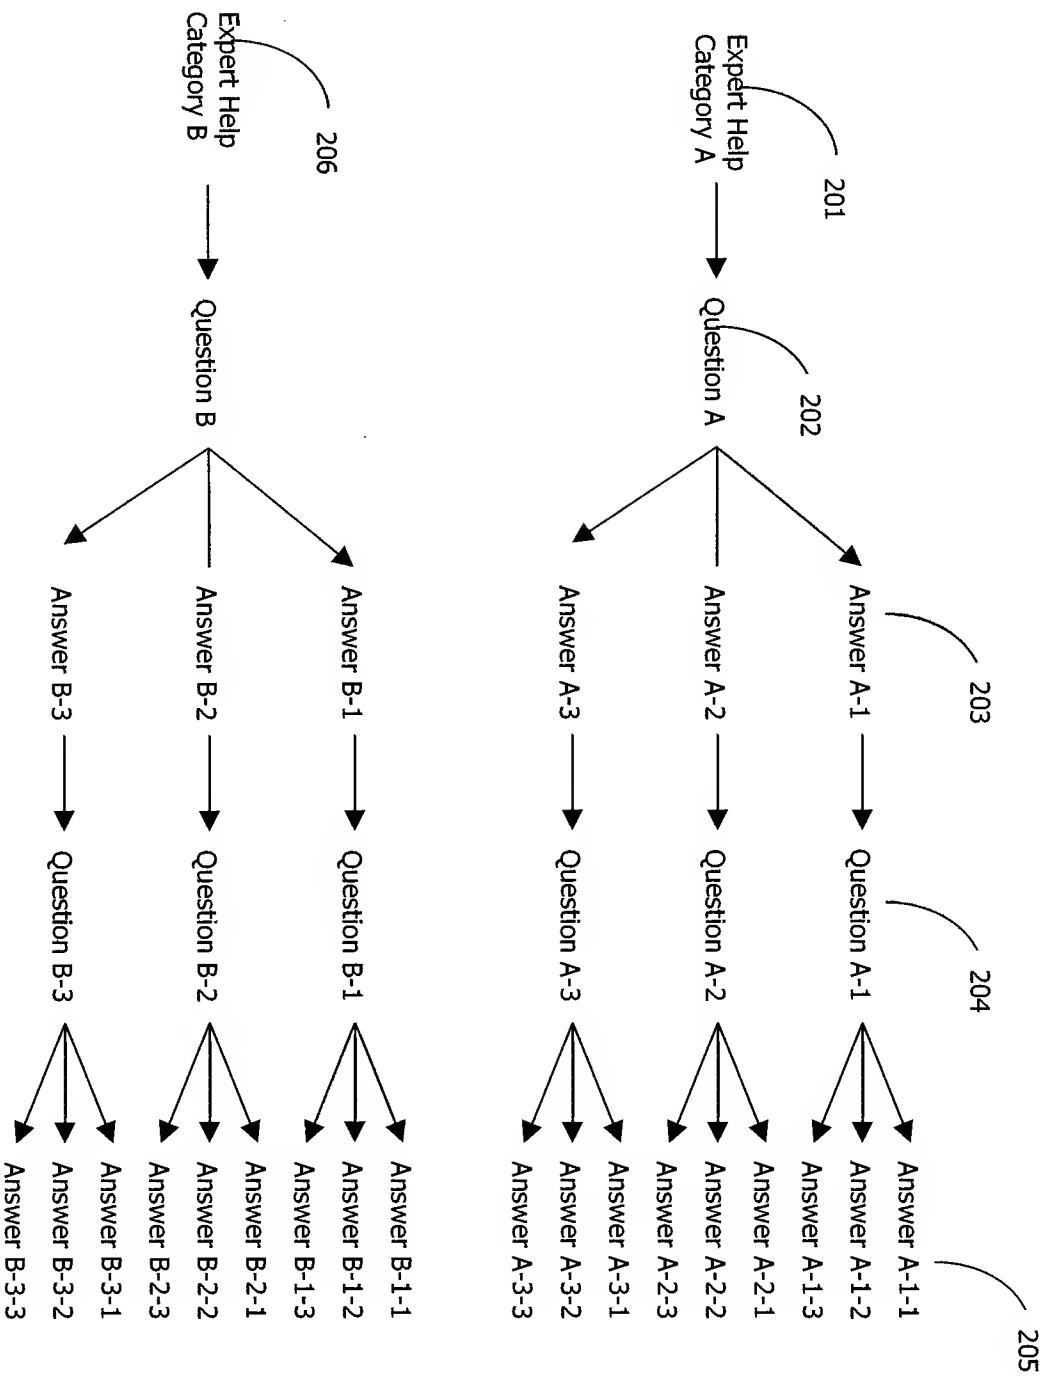 201
Expert Help
Category A
202
Question A
203
Answer A-1
Answer A-2
Answer A-3
204
Question A-1
Question A-2
Question A-3
205
Answer A-1-1
Answer A-1-2
Answer A-1-3
Answer A-2-1
Answer A-2-2
Answer A-2-3
Answer A-3-1
Answer A-3-2
Answer A-3-3
206
Expert Help
Category B
Question B
Answer B-1
Answer B-2
Answer B-3
Question B-1
Question B-2
Question B-3
Answer B-1-1
Answer B-1-2
Answer B-1-3
Answer B-2-1
Answer B-2-2
Answer B-2-3
Answer B-3-1
Answer B-3-2
Answer B-3-3